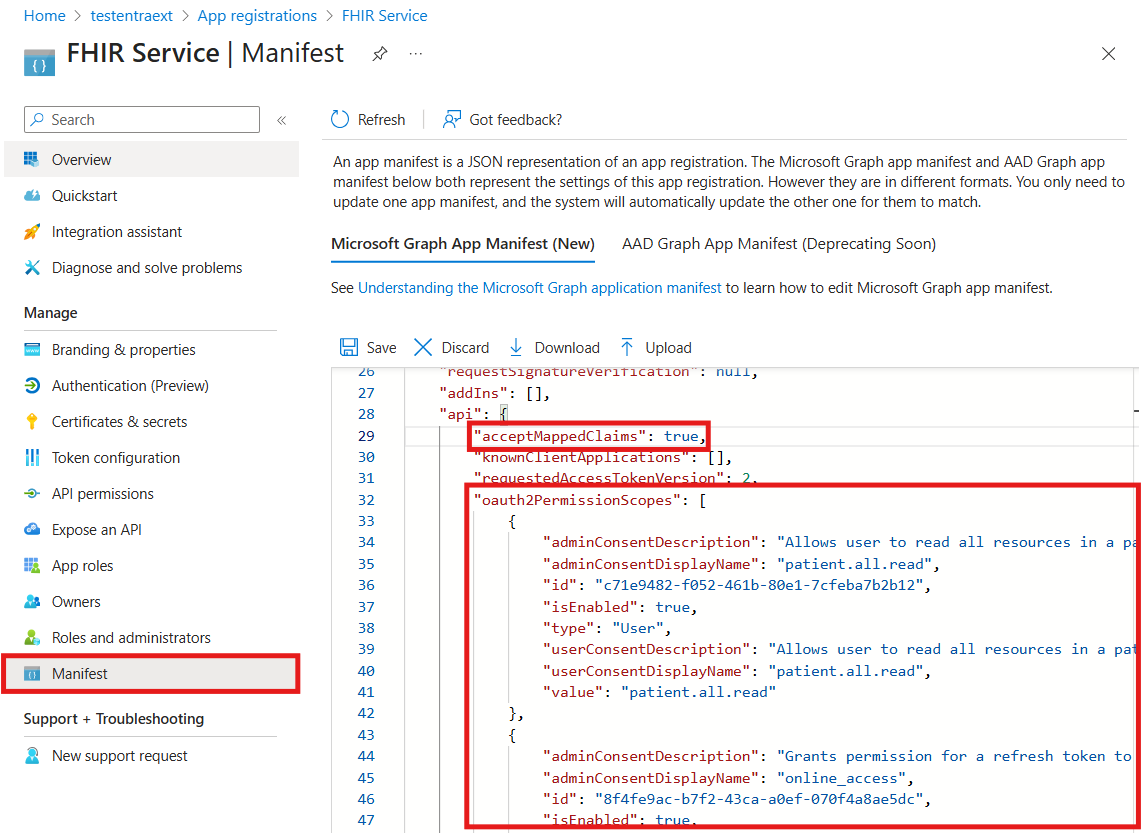 Home > testentraext > App registrations > FHIR Service
FHIR Service | Manifest
Search
Overview
Quickstart
Integration assistant
Diagnose and solve problems
Manage
Branding & properties
Authentication (Preview)
Certificates & secrets
Token configuration
API permissions
Expose an API
App roles
Owners
Roles and administrators
Manifest
Support + Troubleshooting
New support request
Refresh
Got feedback?
An app manifest is a JSON representation of an app registration. The Microsoft Graph app manifest and AAD Graph app
manifest below both represent the settings of this app registration. However they are in different formats. You only need to
update one app manifest, and the system will automatically update the other one for them to match.
Microsoft Graph App Manifest (New) AAD Graph App Manifest (Deprecating Soon)
See Understanding the Microsoft Graph application manifest to learn how to edit Microsoft Graph app manifest.
Save Discard Download Upload
26 "requestSignatureVerification": null,
27 "addIns": [],
28 "api": {
29 "acceptMappedClaims": true,
30 "knownClientApplications": [],
31 "requestedAccessTokenVersion": 2,
32 "oauth2PermissionScopes": [
33 {
34 "adminConsentDescription": "Allows user to read all resources in a pa
35 "adminConsentDisplayName": "patient.all.read",
36 "id": "c71e9482-f052-461b-80e1-7cfeba7b2b12",
37 "isEnabled": true,
38 "type": "User",
39 "userConsentDescription": "Allows user to read all resources in a pat
40 "userConsentDisplayName": "patient.all.read",
41 "value": "patient.all.read"
42 },
43 {
44 "adminConsentDescription": "Grants permission for a refresh token to
45 "adminConsentDisplayName": "online_access",
46 "id": "8f4fe9ac-b7f2-43ca-a0ef-070f4a8ae5dc",
47 "isEnabled": true,